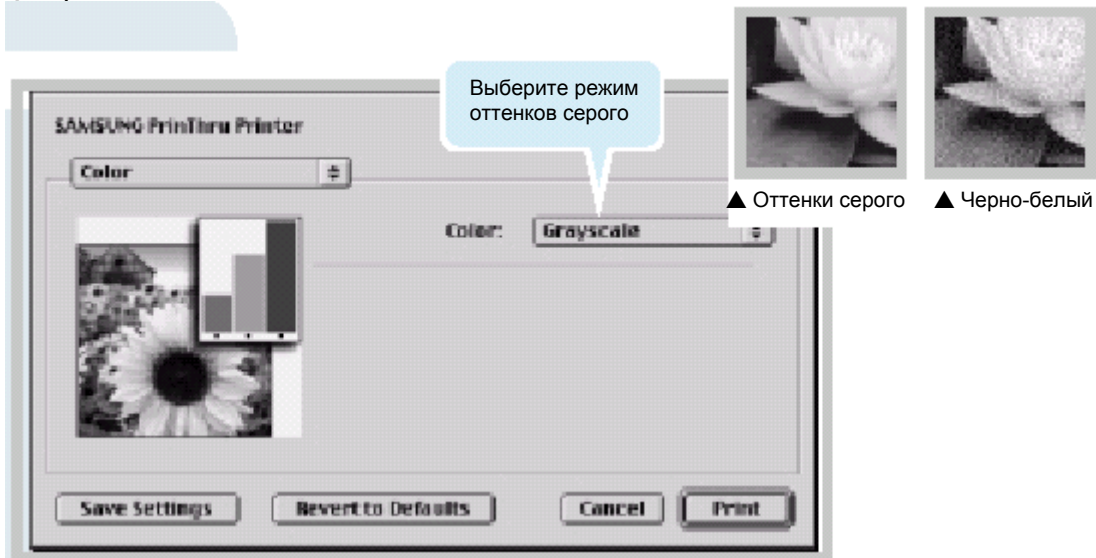 Выберите режим
оттенков серого
SAMSUNG PrinThru Printer
Color
▲ Оттенки серого ▲ Черно-белый
Color: Grayscale
Save Settings Revert to Defaults Cancel Print